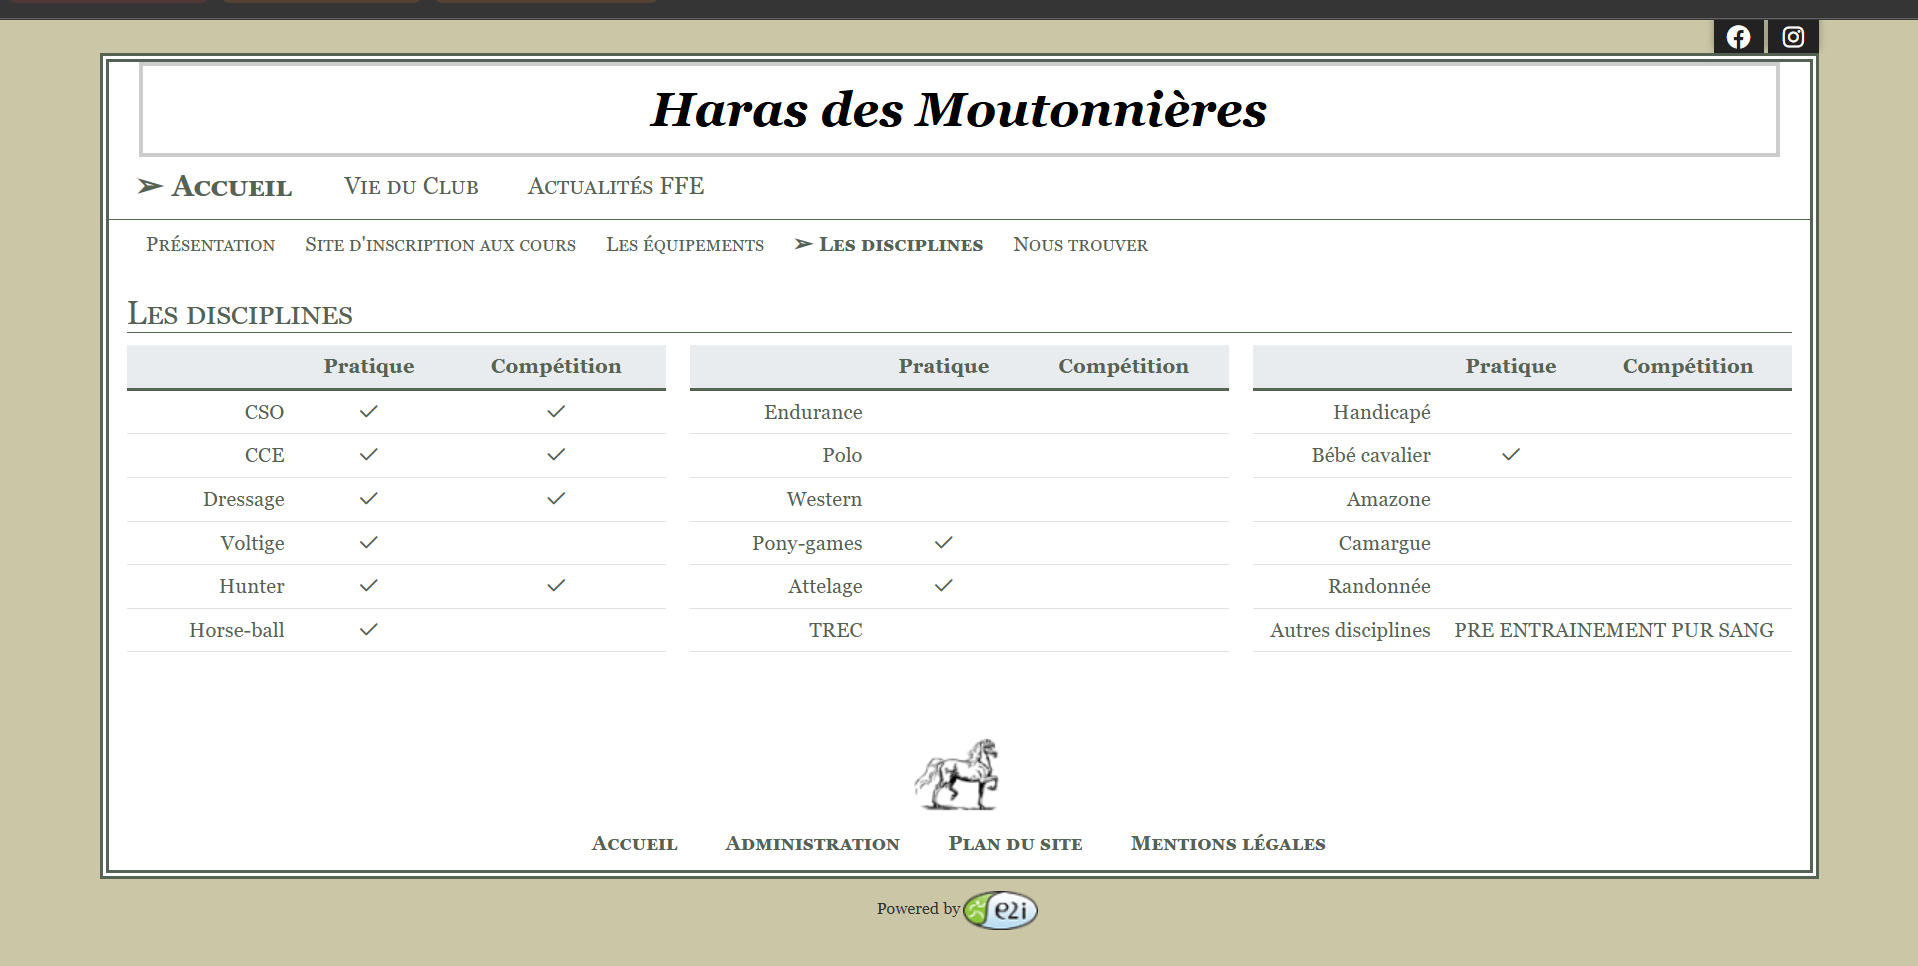 Haras des Moutonnières
➢ Accueil Vie du Club Actualités FFE
Présentation Site d'inscription aux cours Les équipements ➢ Les disciplines Nous trouver
Les disciplines
Pratique Compétition
CSO ✓ ✓
CCE ✓ ✓
Dressage ✓ ✓
Voltige ✓
Hunter ✓ ✓
Horse-ball ✓
Pratique Compétition
Endurance
Polo
Western
Pony-games ✓
Attelage ✓
TREC
Pratique Compétition
Handicapé
Bébé cavalier ✓
Amazone
Camargue
Randonnée
Autres disciplines PRE ENTRAINEMENT PUR SANG
Accueil Administration Plan du site Mentions légales
Powered by e2i